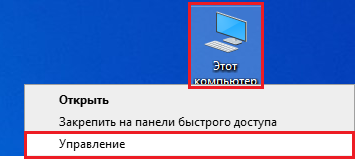 Этот
компьютер
Открыть
Закрепить на панели быстрого доступа
Управление